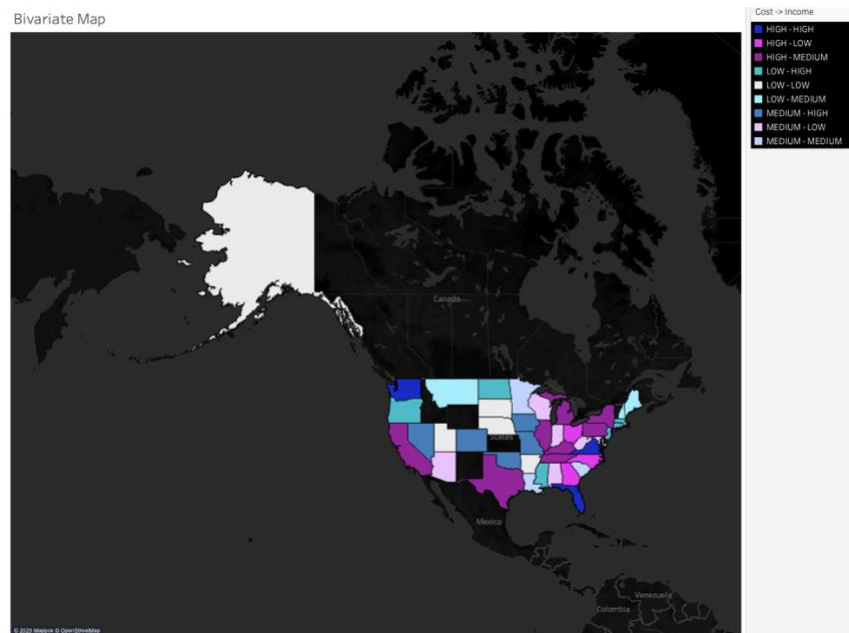 Bivariate Map
Cost -> Income
HIGH - HIGH
HIGH - LOW
HIGH - MEDIUM
LOW - HIGH
LOW - LOW
LOW - MEDIUM
MEDIUM - HIGH
MEDIUM - LOW
MEDIUM - MEDIUM
Canada
States
Mexico
Venezuela
Colombia
© 2023 Mapbox © OpenStreetMap